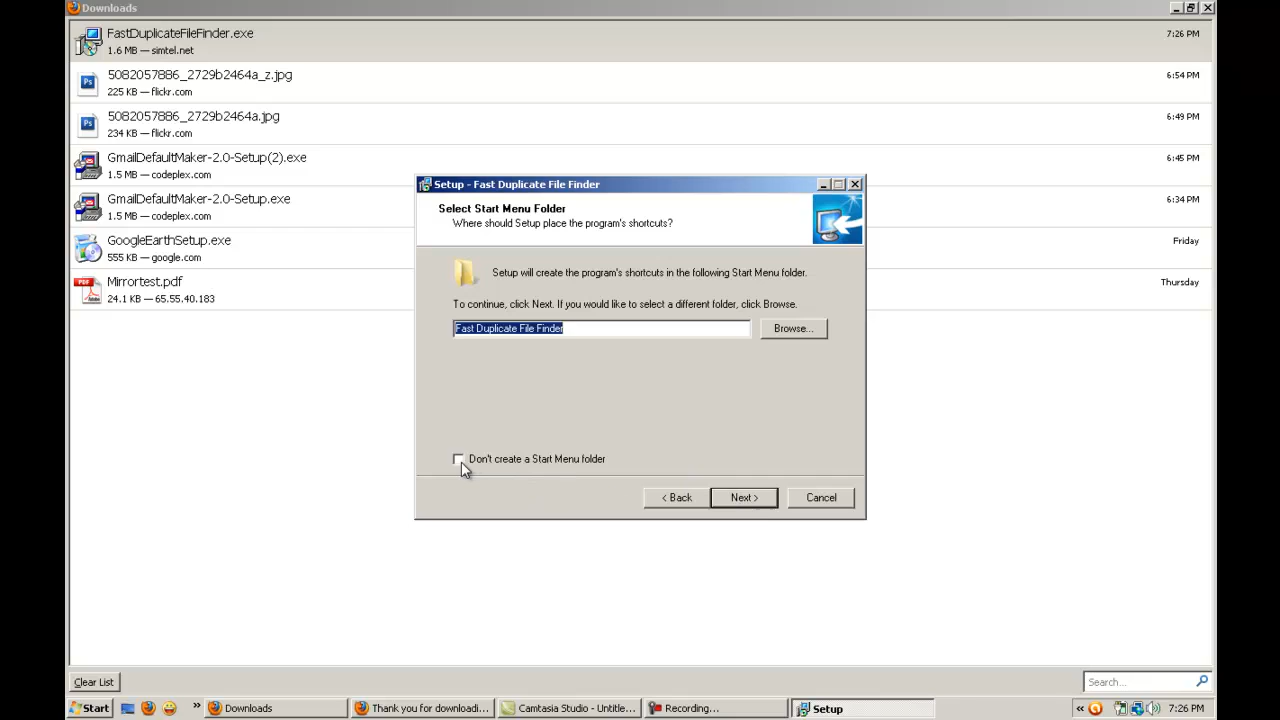 Downloads
FastDuplicateFileFinder.exe
7:26 PM
1.6 MB — simtel.net
5082057886_2729b2464a_z.jpg
6:54 PM
225 KB — flickr.com
5082057886_2729b2464a.jpg
6:49 PM
234 KB — flickr.com
GmailDefaultMaker-2.0-Setup(2).exe
6:45 PM
1.5 MB — codeplex.com
GmailDefaultMaker-2.0-Setup.exe
6:34 PM
1.5 MB — codeplex.com
GoogleEarthSetup.exe
Friday
555 KB — google.com
Mirrortest.pdf
Thursday
24.1 KB — 65.55.40.183
Setup - Fast Duplicate File Finder
Select Start Menu Folder
Where should Setup place the program's shortcuts?
Setup will create the program's shortcuts in the following Start Menu folder.
To continue, click Next. If you would like to select a different folder, click Browse.
Fast Duplicate File Finder
Browse...
Don't create a Start Menu folder
< Back
Next >
Cancel
Clear List
Search...
Start
»
Downloads
Thank you for downloadi...
Camtasia Studio - Untitle...
Recording...
Setup
«
7:26 PM
Ps
Ps
PDF